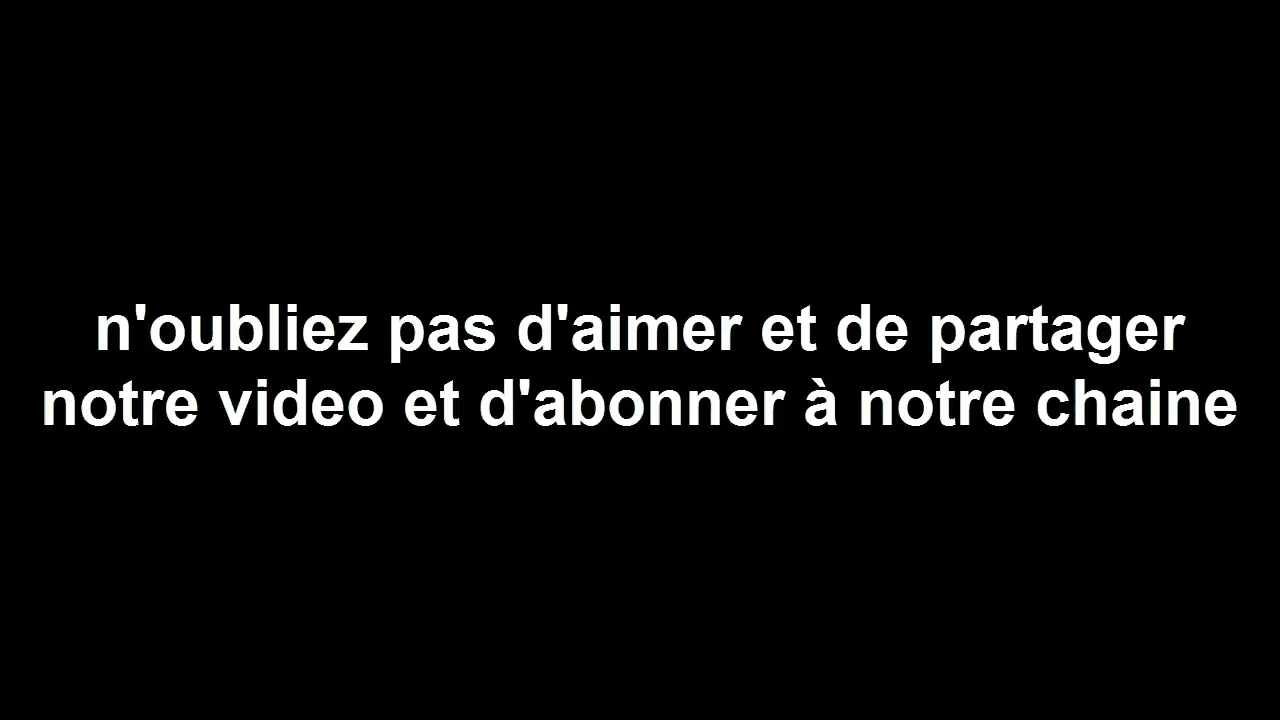 n'oubliez pas d'aimer et de partager
notre video et d'abonner à notre chaine